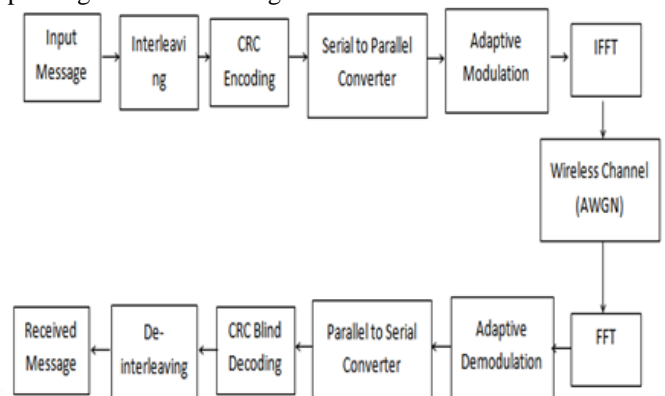 Input
Message
Interleavi
ng
CRC
Encoding
Serial to Parallel
Converter
Adaptive
Modulation
IFFT
Wireless Channel
(AWGN)
FFT
Adaptive
Demodulation
Parallel to Serial
Converter
CRC Blind
Decoding
De-
interleaving
Received
Message